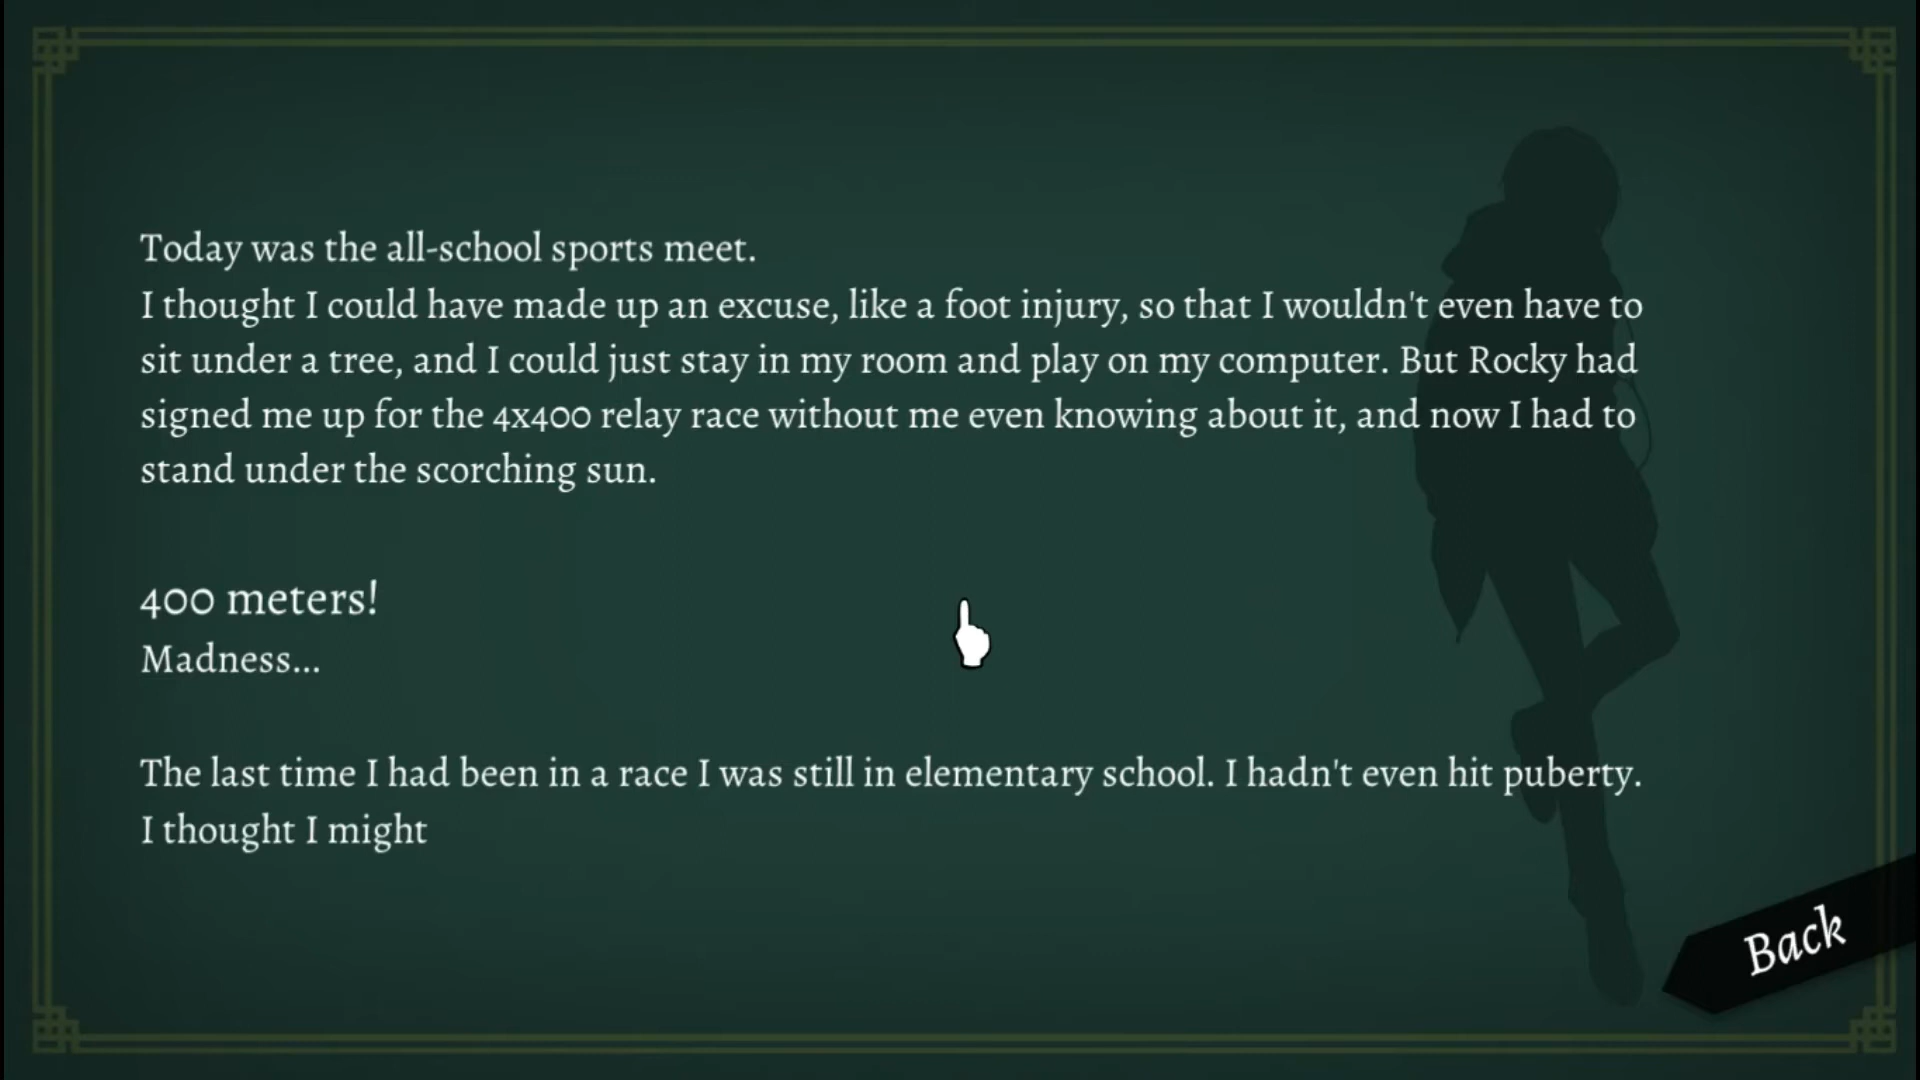 Today was the all-school sports meet.
I thought I could have made up an excuse, like a foot injury, so that I wouldn't even have to
sit under a tree, and I could just stay in my room and play on my computer. But Rocky had
signed me up for the 4x400 relay race without me even knowing about it, and now I had to
stand under the scorching sun.
400 meters!
Madness...
The last time I had been in a race I was still in elementary school. I hadn't even hit puberty.
I thought I might
Back